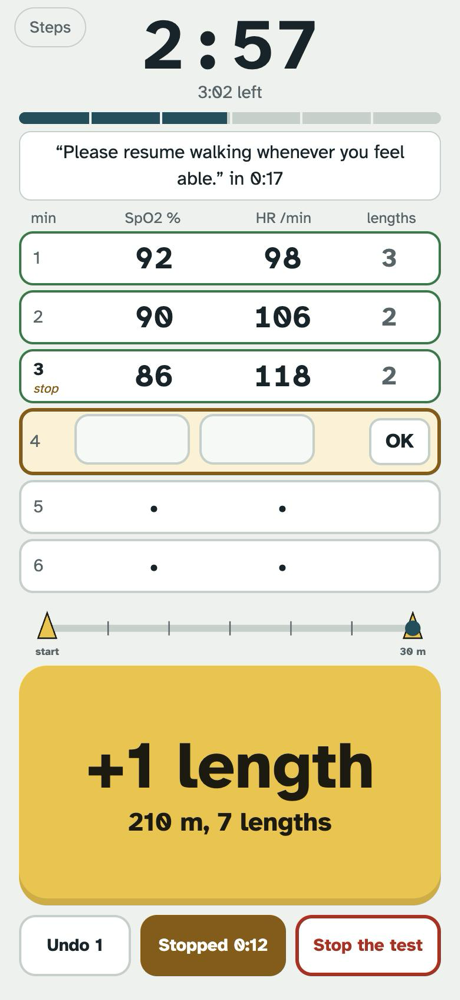 Steps
2:57
3:02 left
“Please resume walking whenever you feel
able.” in 0:17
min SpO2 % HR /min lengths
1 92 98 3
2 90 106 2
3 86 118 2
stop
4 OK
5 • •
6 • •
start 30 m
+1 length
210 m, 7 lengths
Undo 1 Stopped 0:12 Stop the test